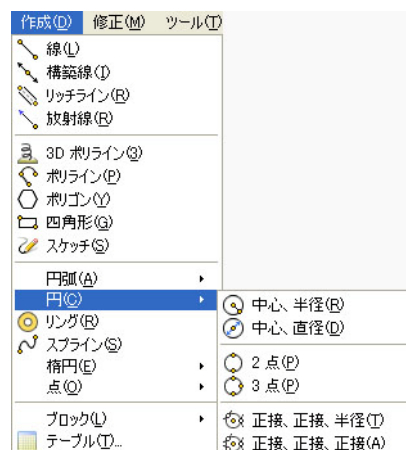 作成(D) 修正(M) ツール(T)
線(L)
構築線(I)
リッチライン(R)
放射線(R)
3D ポリライン(3)
ポリライン(P)
ポリゴン(Y)
四角形(G)
スケッチ(S)
円弧(A)
円(C)
リング(R)
スプライン(S)
楕円(E)
点(O)
ブロック(L)
テーブル(T)...
中心、半径(R)
中心、直径(D)
2 点(P)
3 点(P)
正接、正接、半径(T)
正接、正接、正接(A)